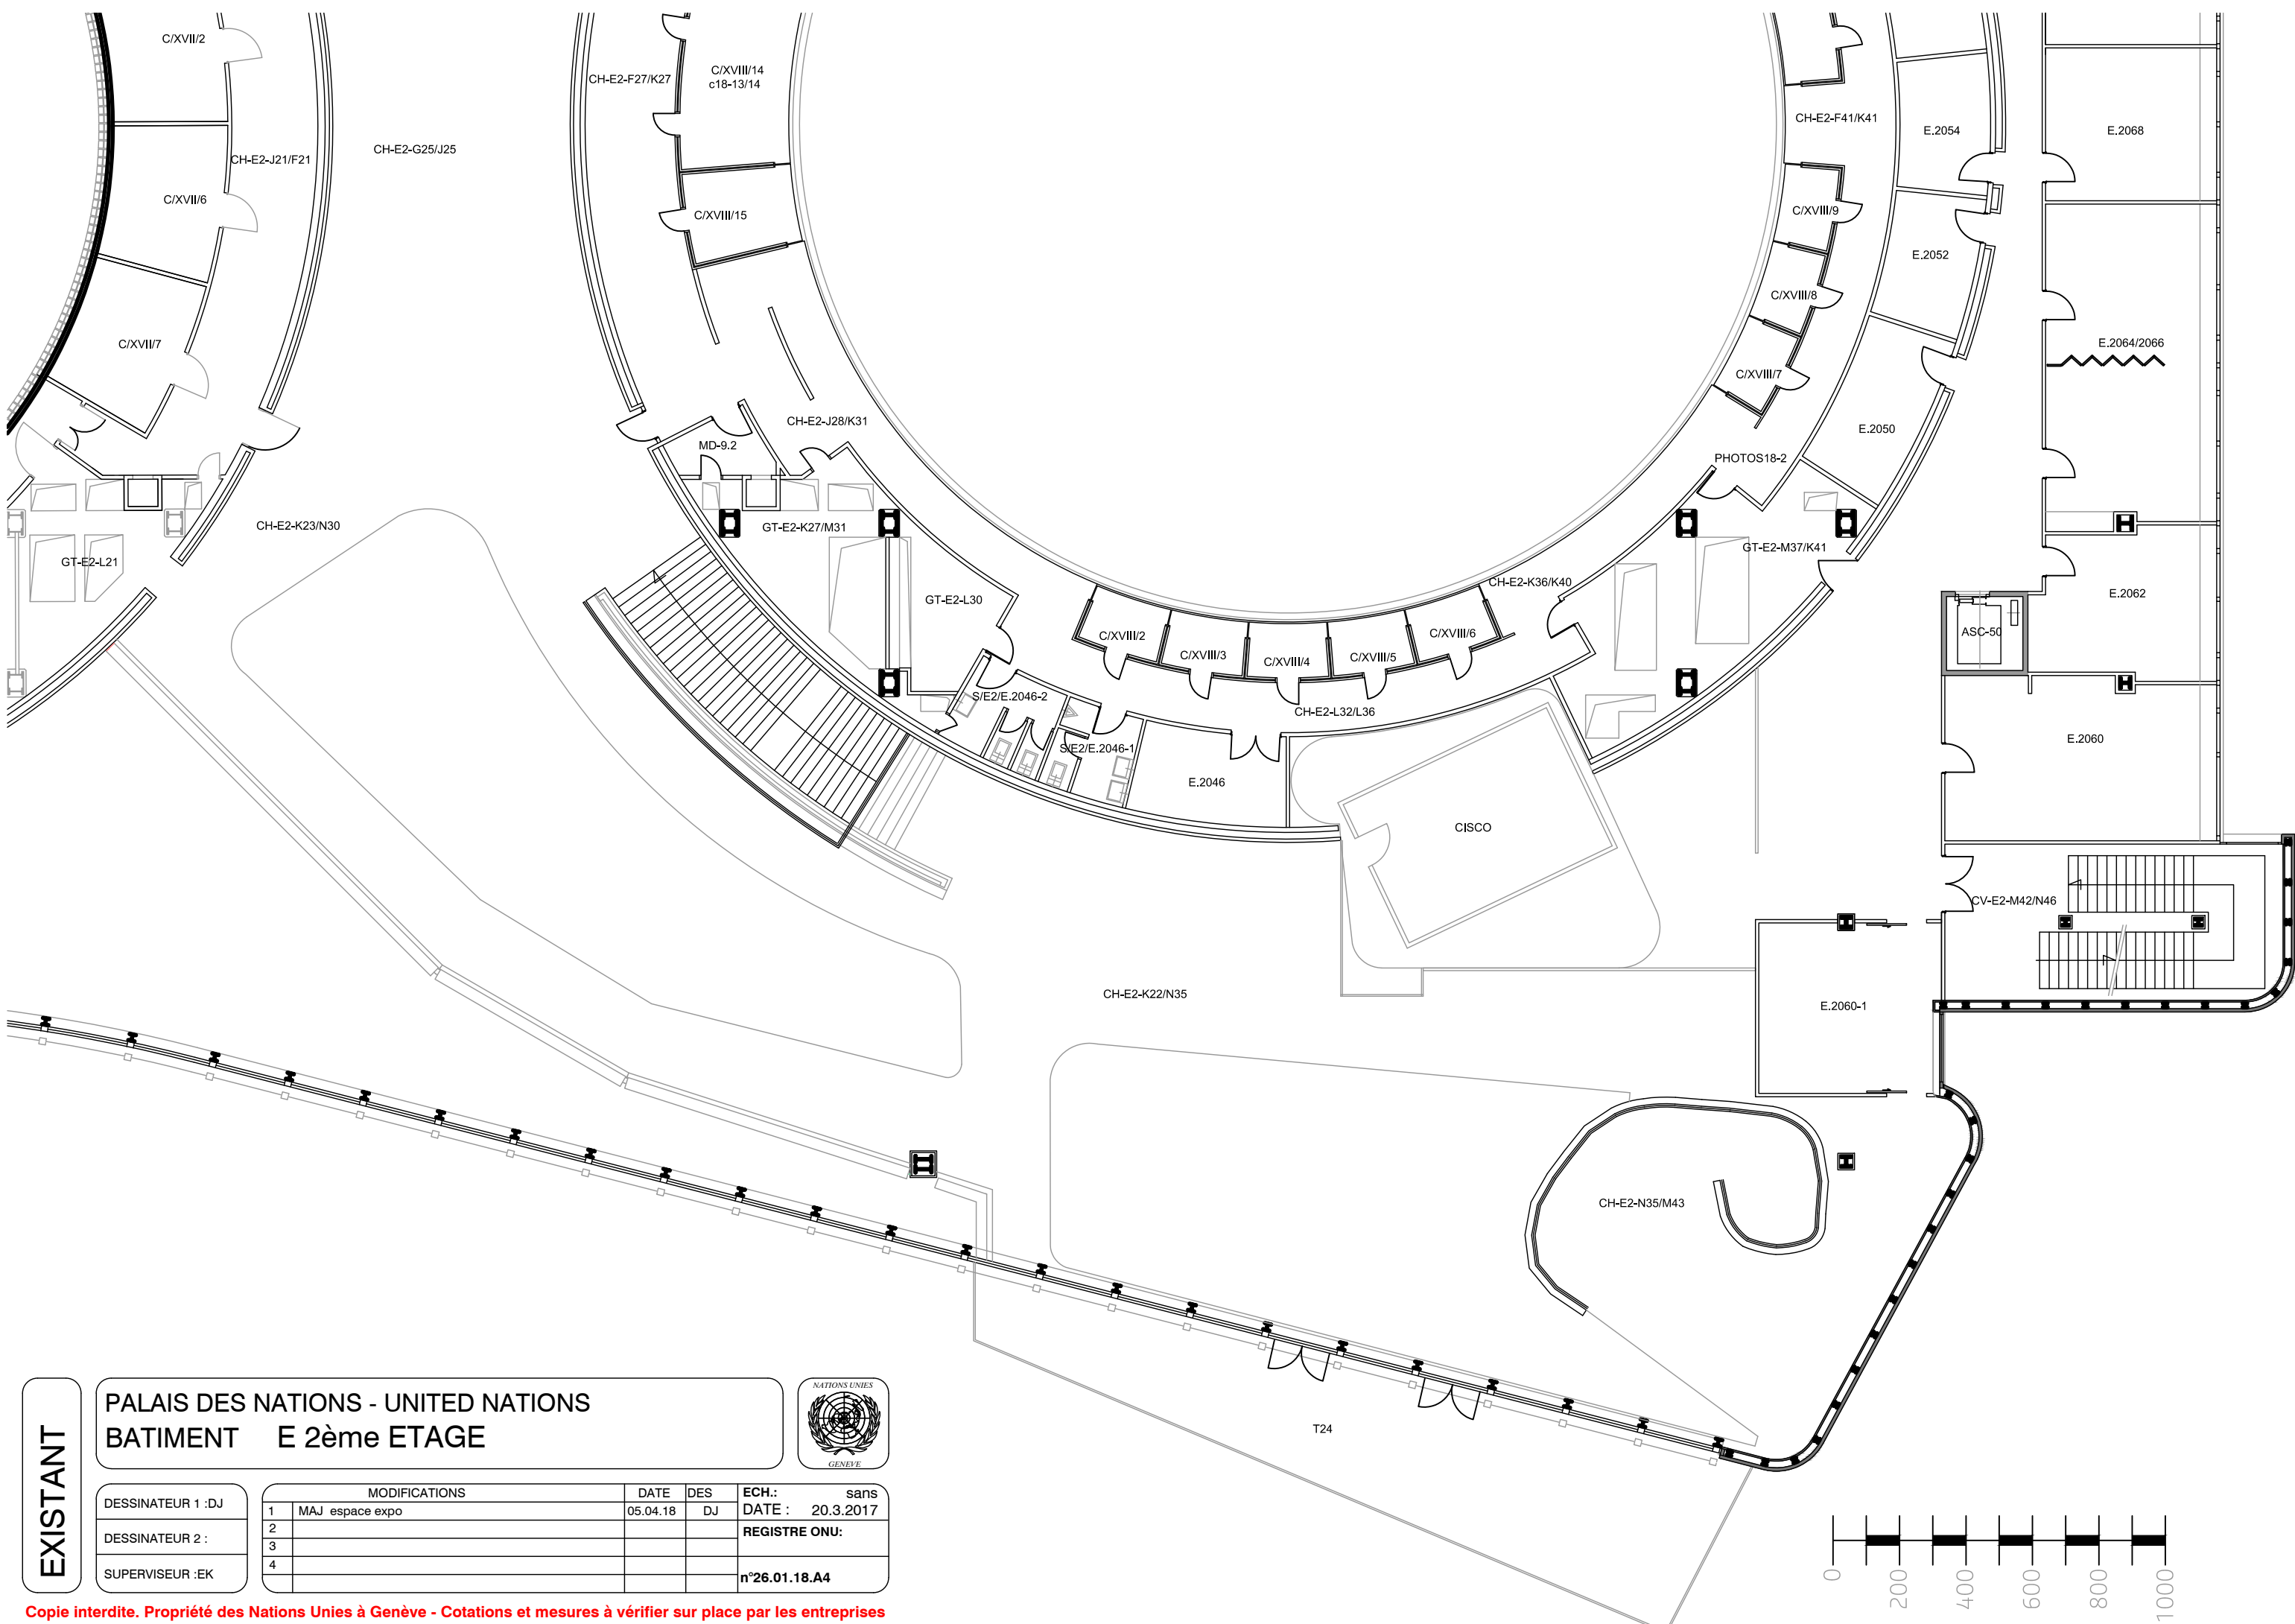 C/XVII/2
CH-E2-F27/K27
C/XVIII/14
c18-13/14
CH-E2-F41/K41
E.2054
E.2068
CH-E2-J21/F21
CH-E2-G25/J25
C/XVII/6
C/XVIII/15
C/XVIII/9
E.2052
C/XVIII/8
C/XVII/7
E.2064/2066
C/XVIII/7
CH-E2-J28/K31
E.2050
MD-9.2
PHOTOS18-2
CH-E2-K23/N30
GT-E2-K27/M31
GT-E2-M37/K41
GT-E2-L21
CH-E2-K36/K40
GT-E2-L30
E.2062
C/XVIII/2
C/XVIII/3
C/XVIII/4
C/XVIII/5
C/XVIII/6
ASC-50
S/E2/E.2046-2
CH-E2-L32/L36
S/E2/E.2046-1
E.2060
E.2046
CISCO
CV-E2-M42/N46
CH-E2-K22/N35
E.2060-1
CH-E2-N35/M43
T24
EXISTANT
PALAIS DES NATIONS - UNITED NATIONS
BATIMENT E 2ème ETAGE
NATIONS UNIES
GENEVE
DESSINATEUR 1 :DJ
DESSINATEUR 2 :
SUPERVISEUR :EK
MODIFICATIONS DATE DES
1 MAJ espace expo 05.04.18 DJ
2
3
4
ECH.: sans
DATE : 20.3.2017
REGISTRE ONU:
n°26.01.18.A4
0 200 400 600 800 1000
Copie interdite. Propriété des Nations Unies à Genève - Cotations et mesures à vérifier sur place par les entreprises